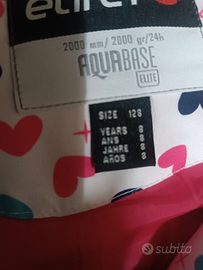 2000 mm / 2000 gr/24h
AQUABASE
ELITE
SIZE 128
YEARS 8
ANS 8
JAHRE 8
AÑOS 8
subito